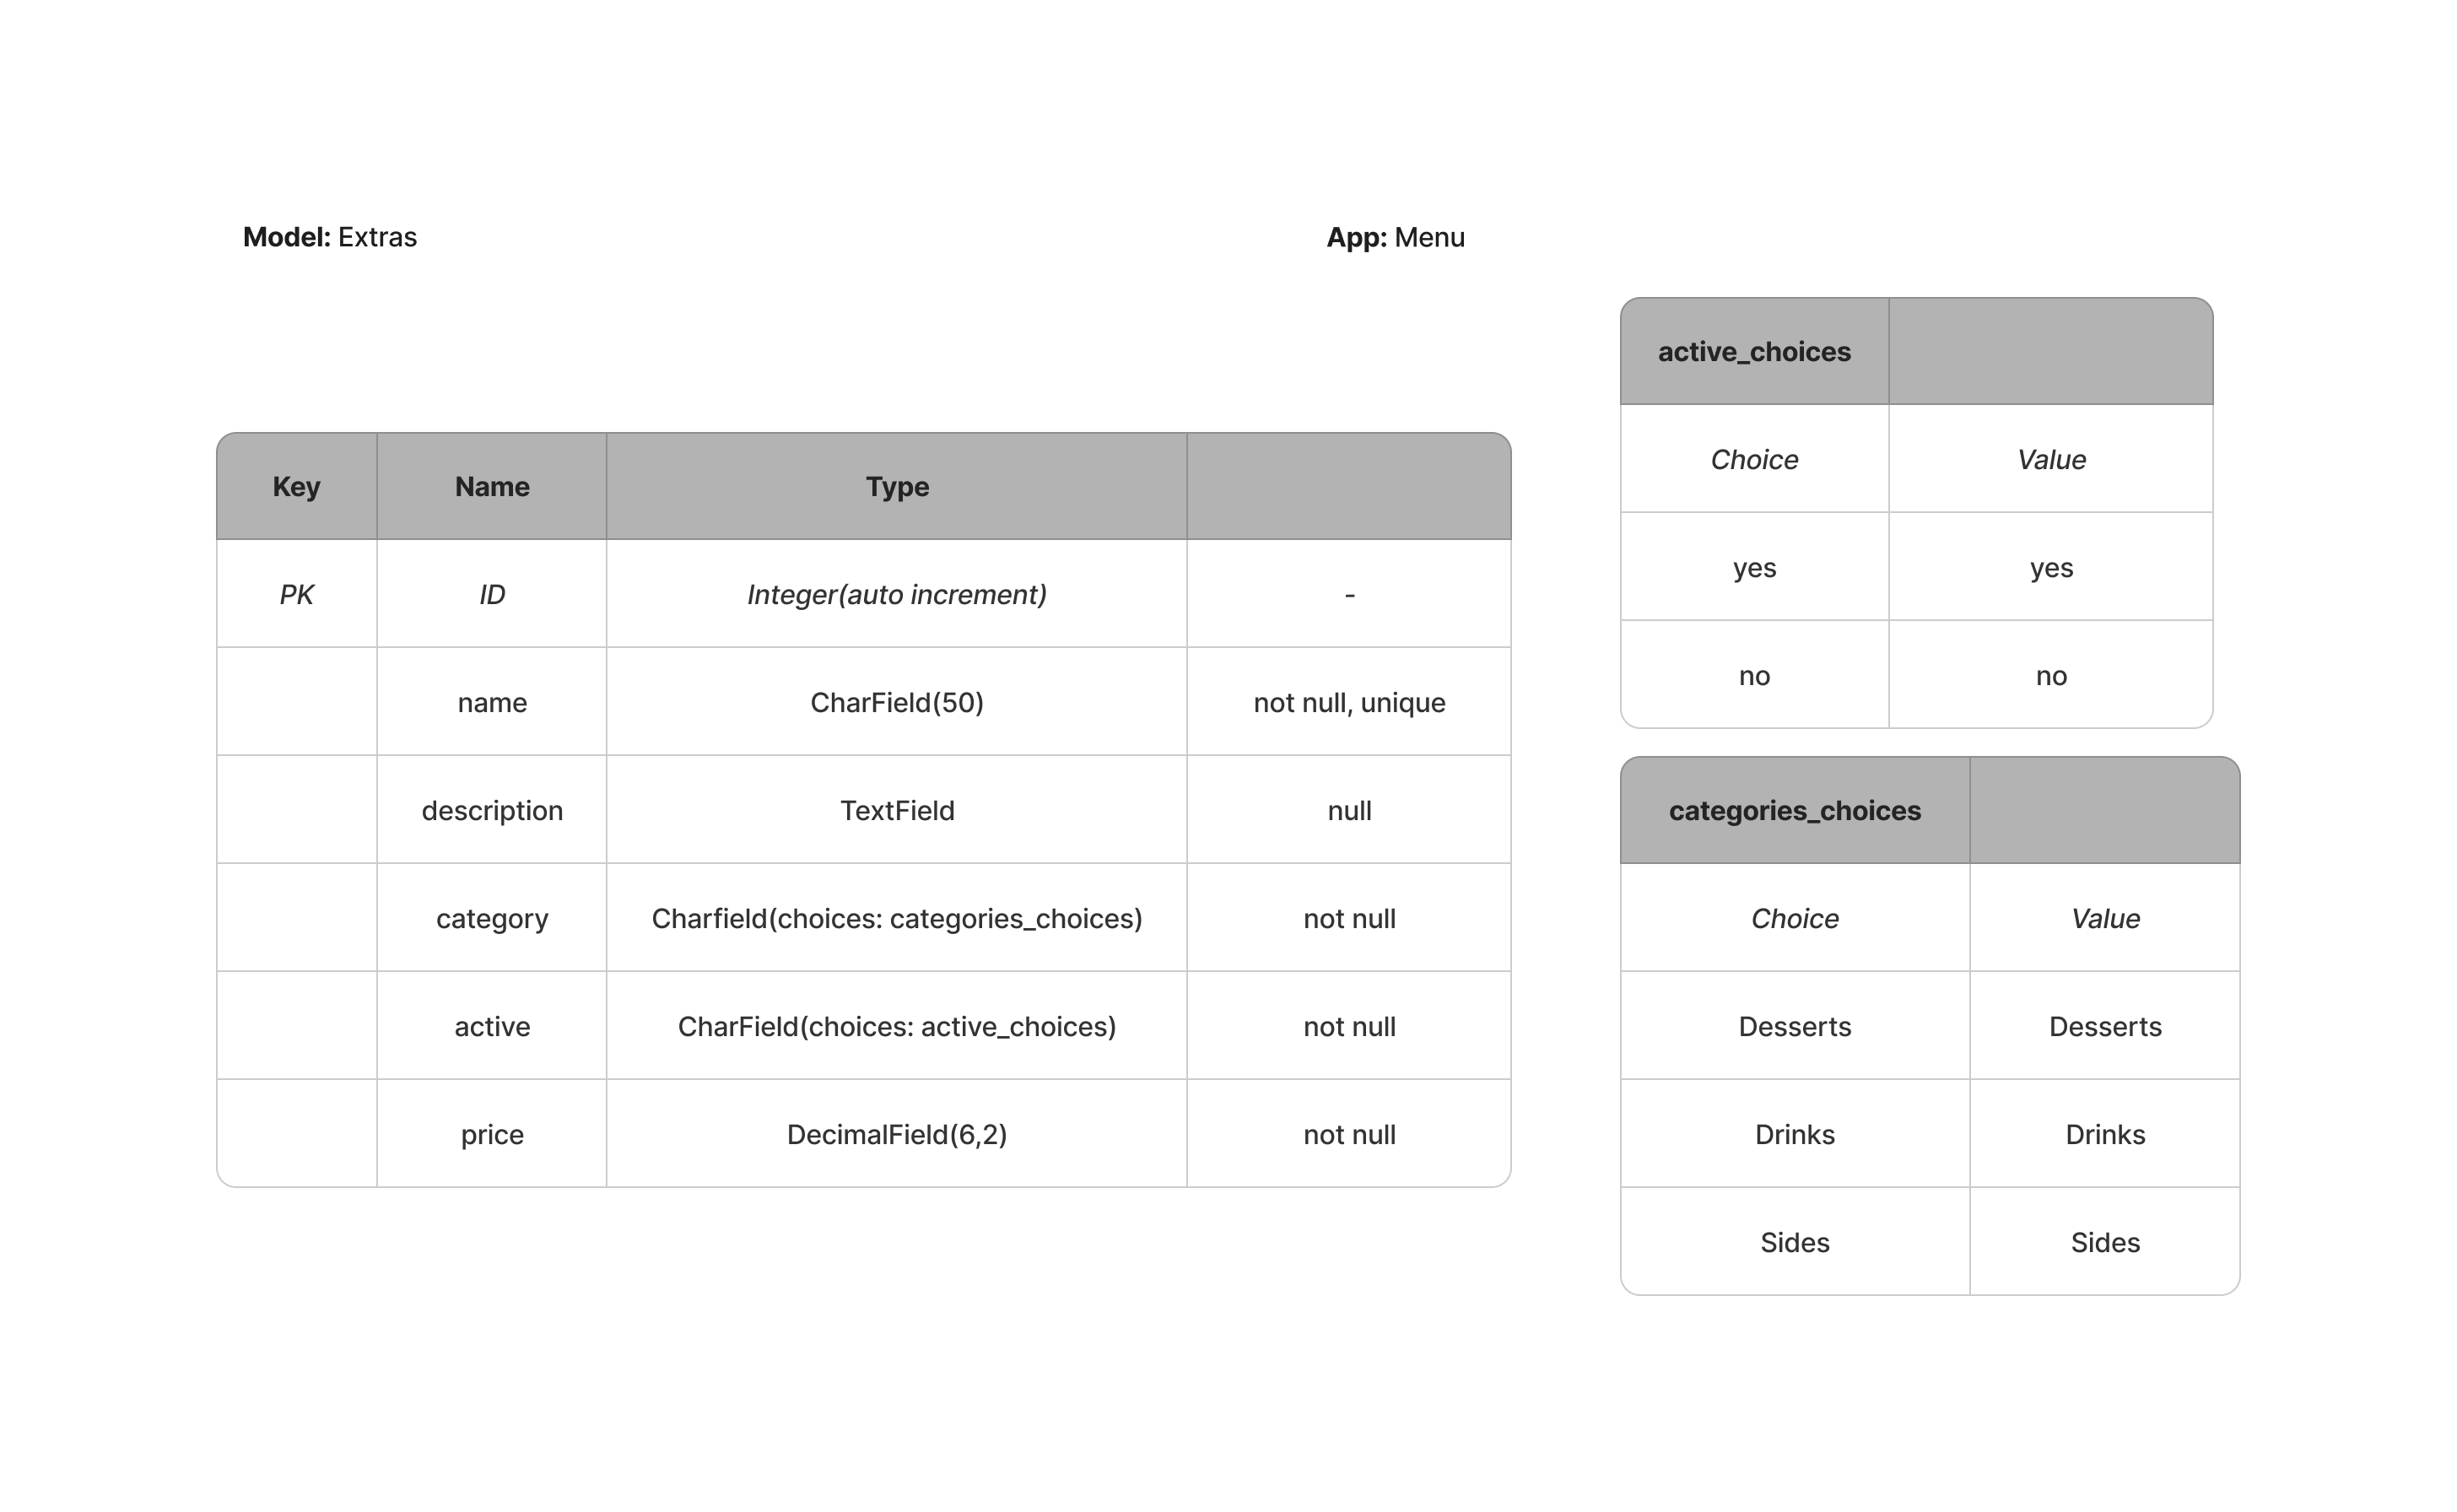 Model: Extras
App: Menu
Key Name Type
PK ID Integer(auto increment) -
name CharField(50) not null, unique
description TextField null
category Charfield(choices: categories_choices) not null
active CharField(choices: active_choices) not null
price DecimalField(6,2) not null
active_choices
Choice Value
yes yes
no no
categories_choices
Choice Value
Desserts Desserts
Drinks Drinks
Sides Sides